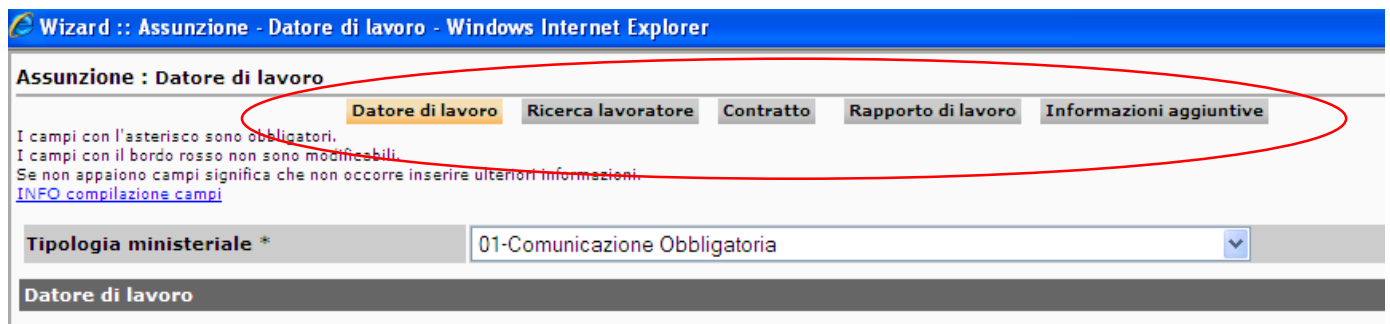 Wizard :: Assunzione - Datore di lavoro - Windows Internet Explorer
Assunzione : Datore di lavoro
Datore di lavoro Ricerca lavoratore Contratto Rapporto di lavoro Informazioni aggiuntive
I campi con l'asterisco sono obbligatori.
I campi con il bordo rosso non sono modificabili.
Se non appaiono campi significa che non occorre inserire ulteriori informazioni.
INFO compilazione campi
Tipologia ministeriale * 01-Comunicazione Obbligatoria
Datore di lavoro